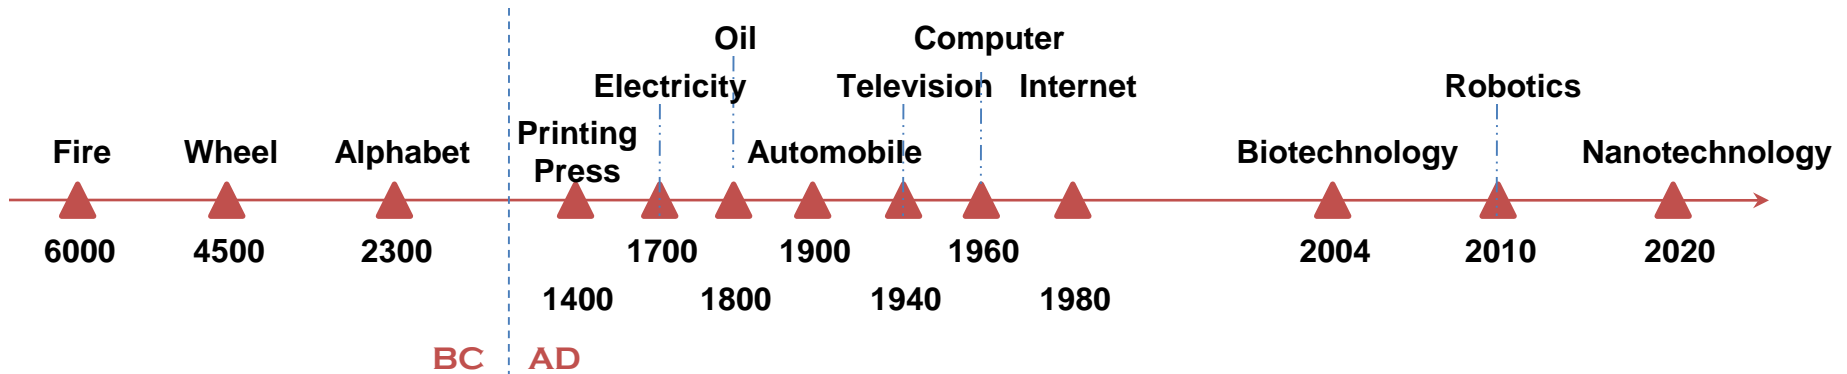 Oil
Computer
Electricity
Television
Internet
Robotics
Printing
Press
Fire
Wheel
Alphabet
Automobile
Biotechnology
Nanotechnology
6000
4500
2300
1700
1900
1960
2004
2010
2020
1400
1800
1940
1980
BC
AD